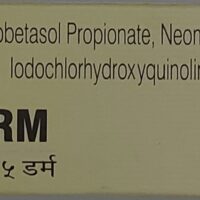 obetasol Propionate, Neom
Iodochlorhydroxyquinolin
RM
५ डर्म